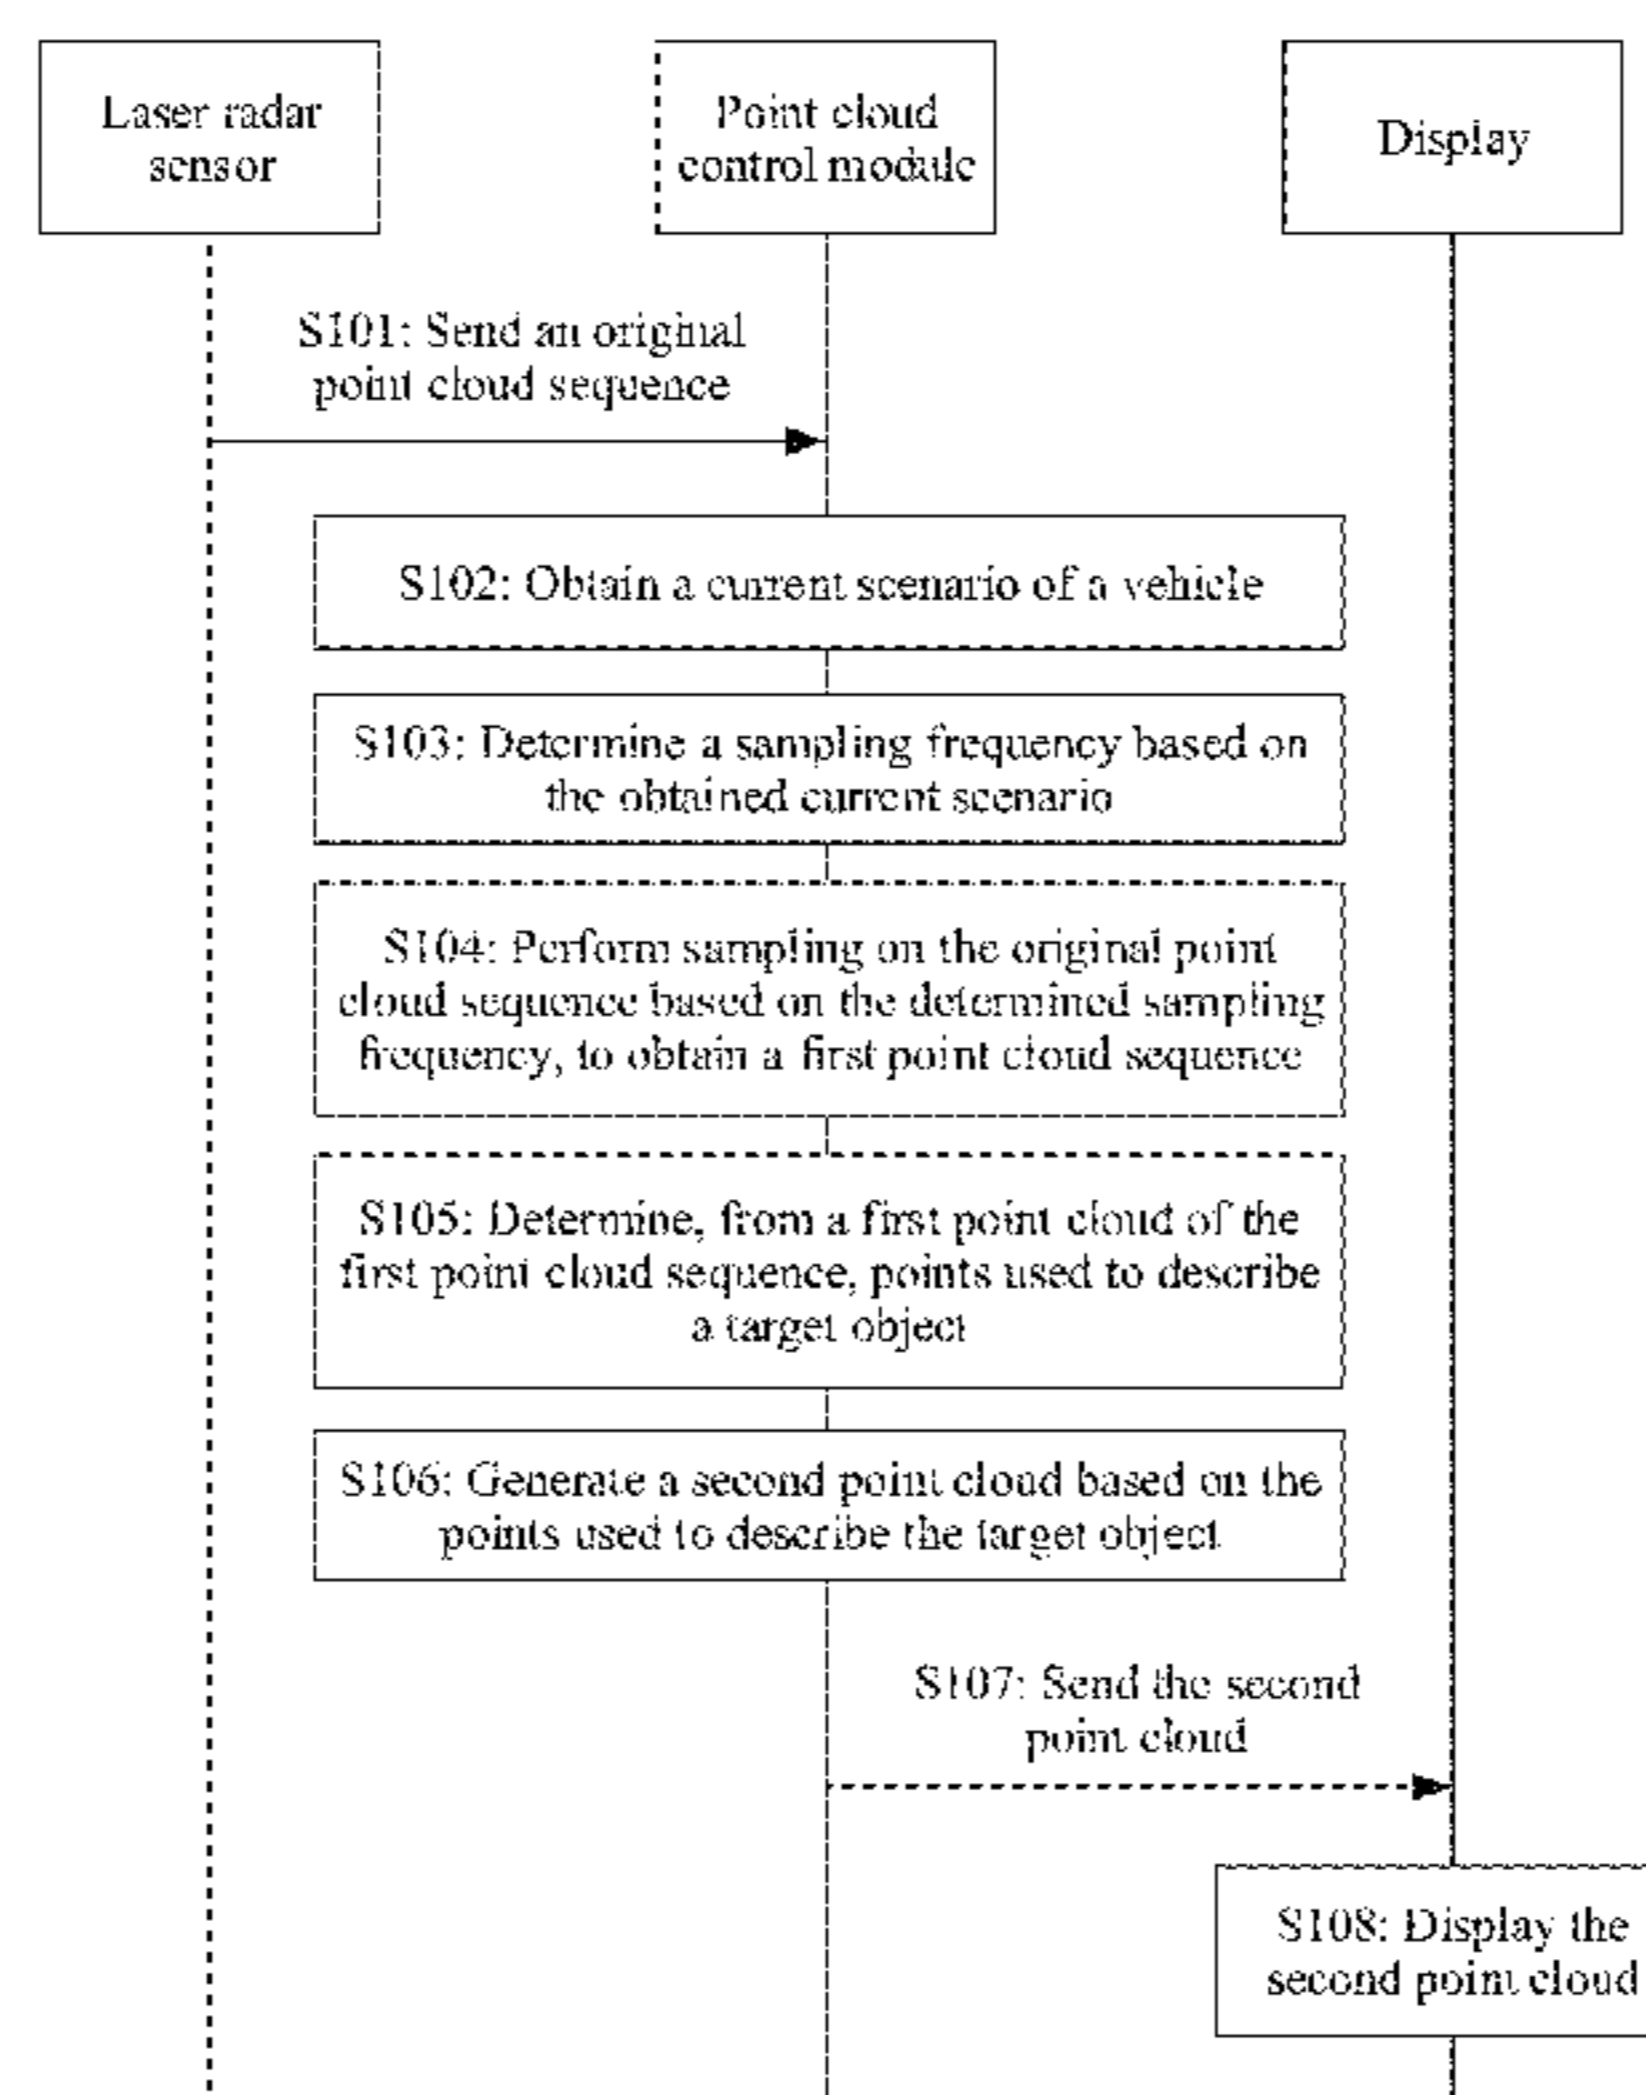 Laser radar
sensor
Point cloud
control module
Display
S101: Send an original
point cloud sequence
S102: Obtain a current scenario of a vehicle
S103: Determine a sampling frequency based on
the obtained current scenario
S104: Perform sampling on the original point
cloud sequence based on the determined sampling
frequency, to obtain a first point cloud sequence
S105: Determine, from a first point cloud of the
first point cloud sequence, points used to describe
a target object
S106: Generate a second point cloud based on the
points used to describe the target object
S107: Send the second
point cloud
S108: Display the
second point cloud